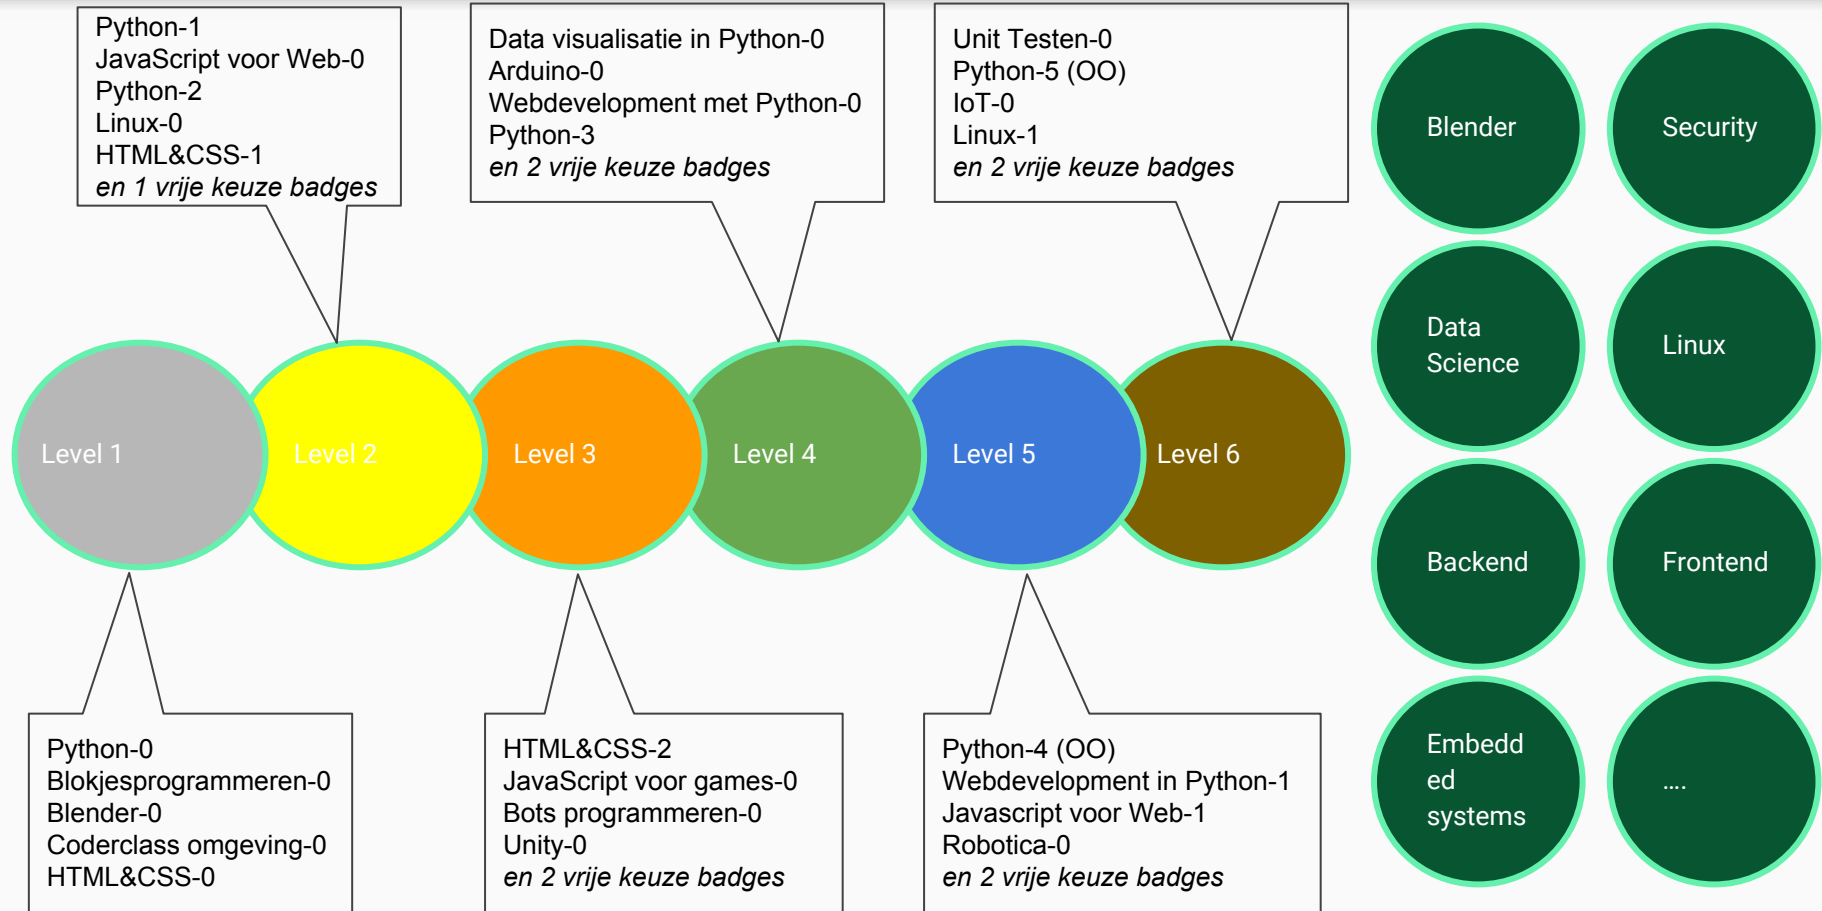 Python-1
JavaScript voor Web-0
Python-2
Linux-0
HTML&CSS-1
en 1 vrije keuze badges
Data visualisatie in Python-0
Arduino-0
Webdevelopment met Python-0
Python-3
en 2 vrije keuze badges
Unit Testen-0
Python-5 (OO)
IoT-0
Linux-1
en 2 vrije keuze badges
Level 1
Level 2
Level 3
Level 4
Level 5
Level 6
Python-0
Blokjesprogrammeren-0
Blender-0
Coderclass omgeving-0
HTML&CSS-0
HTML&CSS-2
JavaScript voor games-0
Bots programmeren-0
Unity-0
en 2 vrije keuze badges
Python-4 (OO)
Webdevelopment in Python-1
Javascript voor Web-1
Robotica-0
en 2 vrije keuze badges
Blender
Security
Data
Science
Linux
Backend
Frontend
Embedd
ed
systems
....